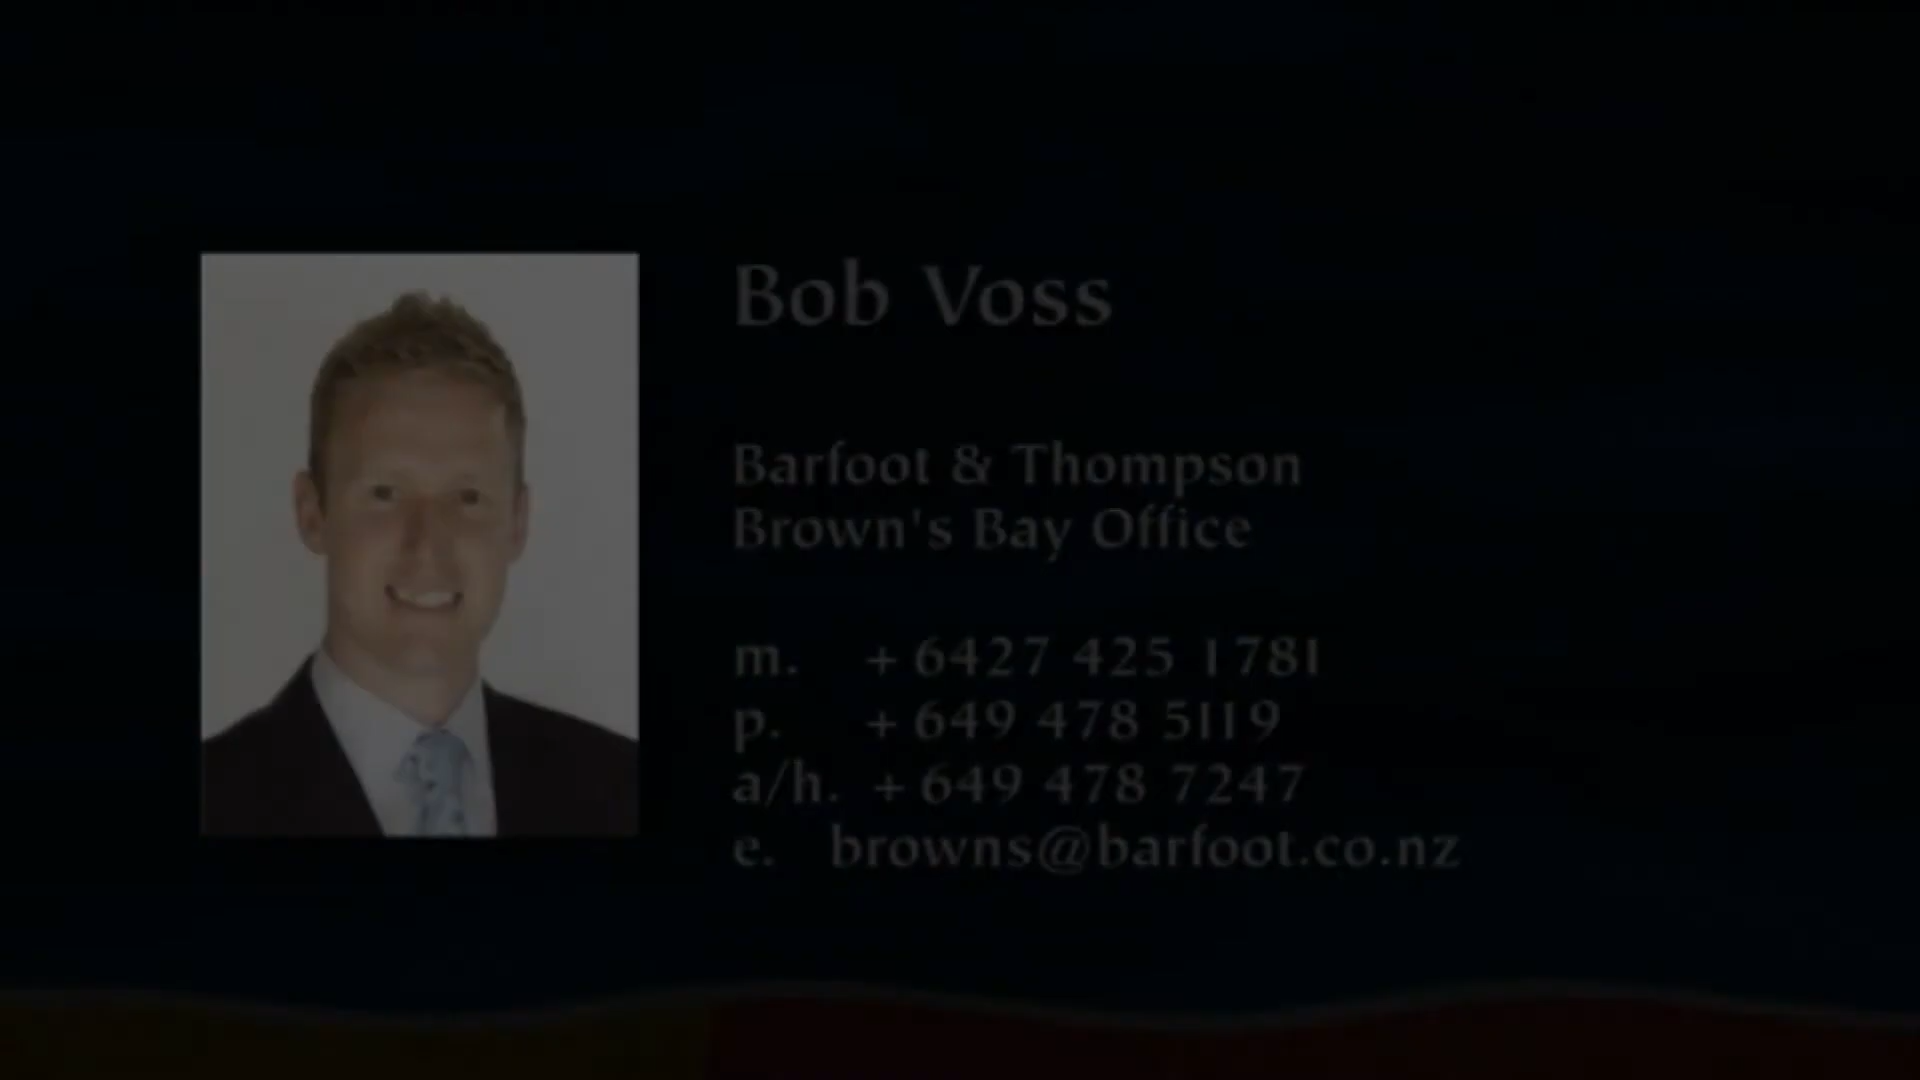 Bob Voss
Barfoot & Thompson
Brown's Bay Office
m. + 6427 425 1781
p. + 649 478 5119
a/h. + 649 478 7247
e. browns@barfoot.co.nz